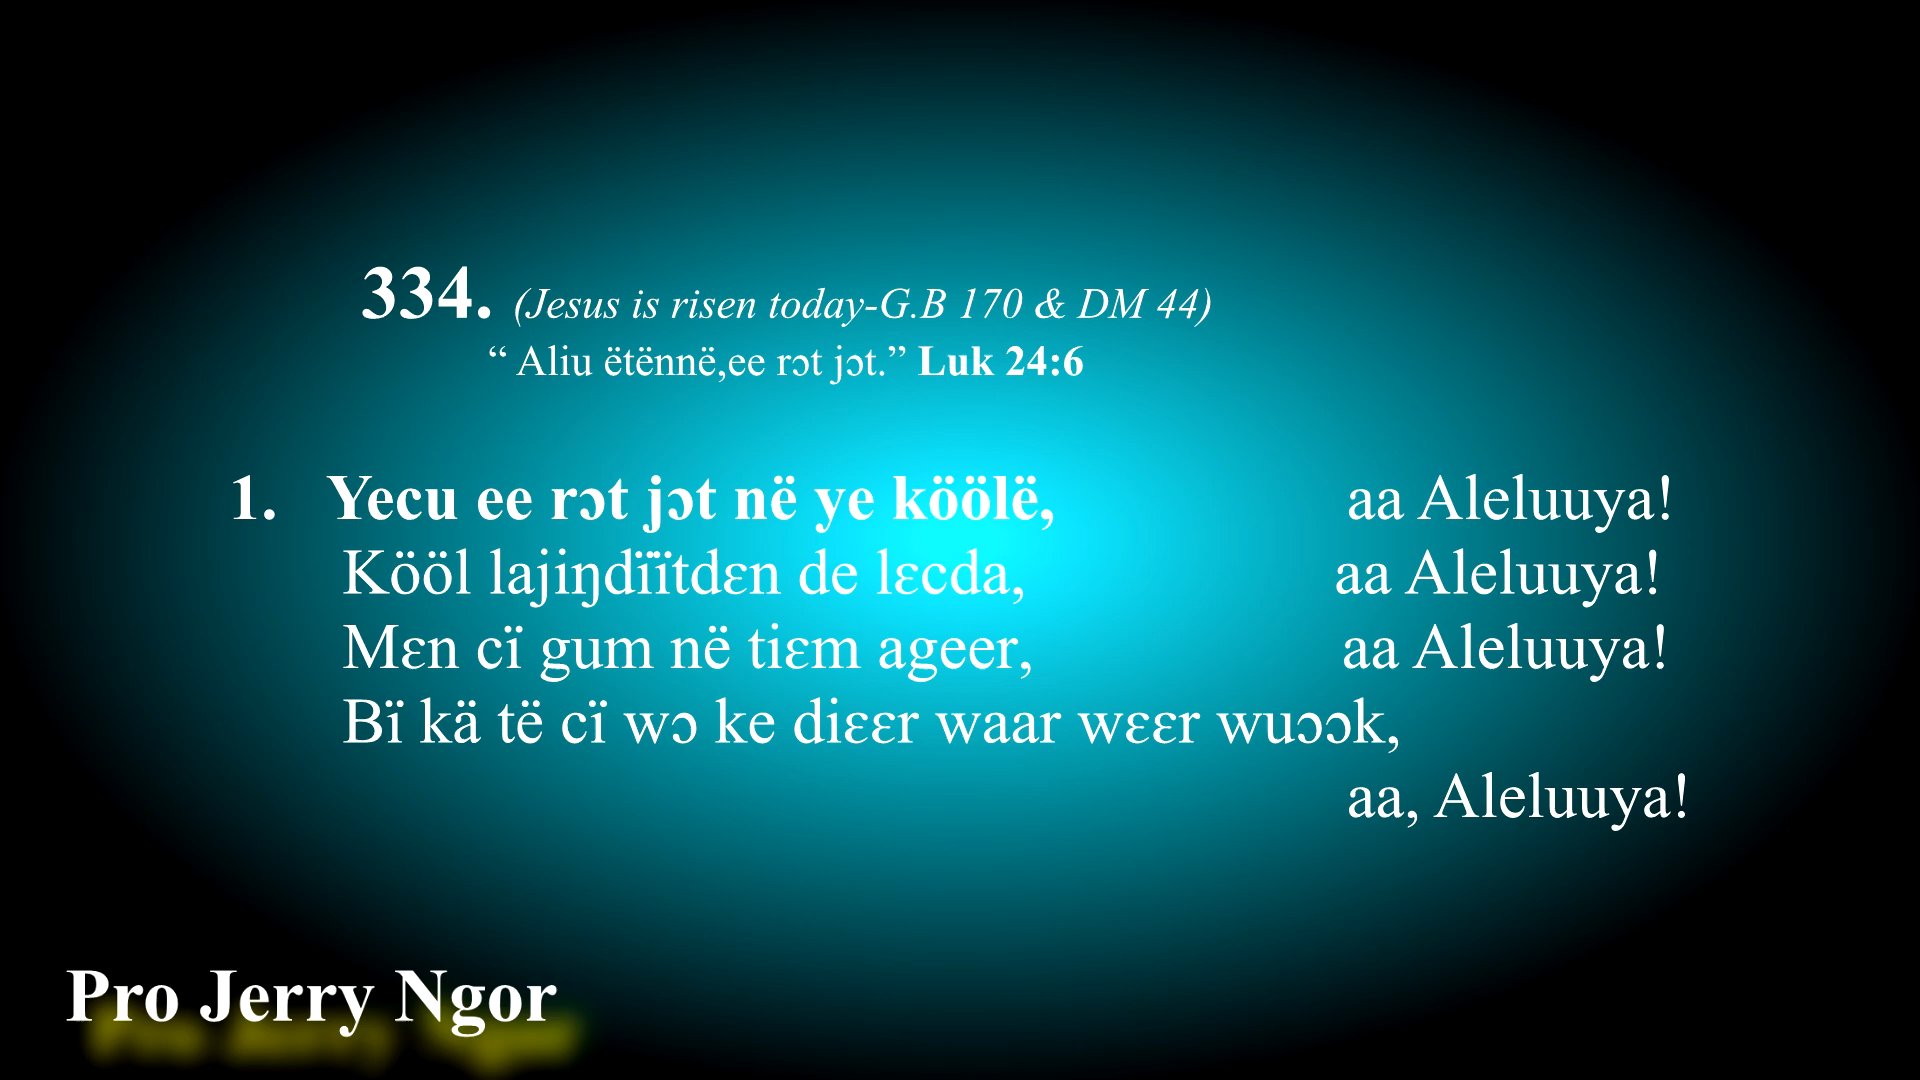 334. (Jesus is risen today-G.B 170 & DM 44)
“ Aliu ëtënnë,ee rɔt jɔt.” Luk 24:6
1. Yecu ee rɔt jɔt në ye köölë, aa Aleluuya!
Kööl lajiŋdïïtdɛn de lɛcda, aa Aleluuya!
Mɛn cï gum në tiɛm ageer, aa Aleluuya!
Bï kä të cï wɔ ke diɛɛr waar wɛɛr wuɔɔk,
aa, Aleluuya!
Pro Jerry Ngor